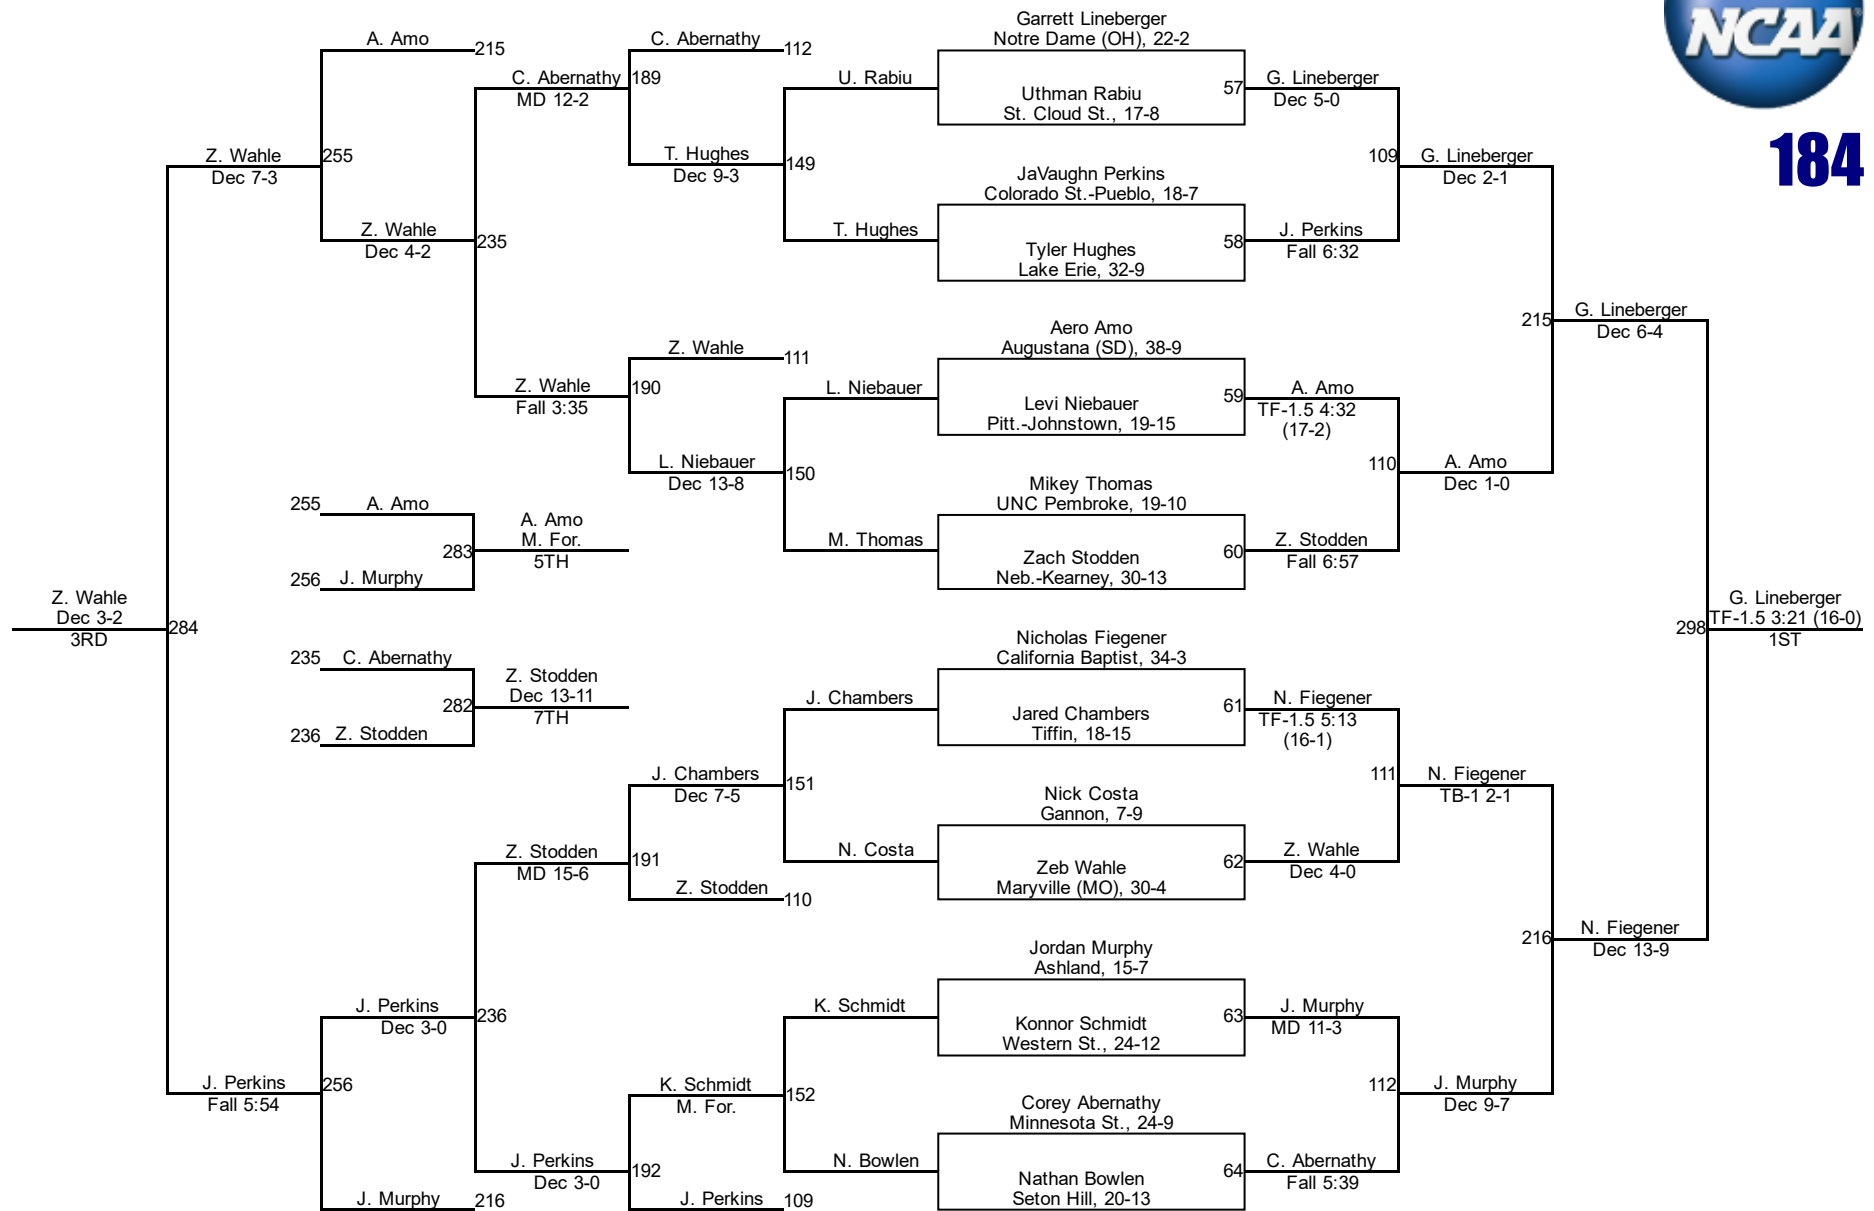 NCAA
184
A. Amo
215
C. Abernathy
MD 12-2
189
C. Abernathy
112
U. Rabiu
Garrett Lineberger
Notre Dame (OH), 22-2
Uthman Rabiu
St. Cloud St., 17-8
57
G. Lineberger
Dec 5-0
Z. Wahle
Dec 7-3
255
T. Hughes
Dec 9-3
149
JaVaughn Perkins
Colorado St.-Pueblo, 18-7
109
G. Lineberger
Dec 2-1
Z. Wahle
Dec 4-2
235
T. Hughes
Tyler Hughes
Lake Erie, 32-9
58
J. Perkins
Fall 6:32
215
G. Lineberger
Dec 6-4
Z. Wahle
111
Aero Amo
Augustana (SD), 38-9
Z. Wahle
Fall 3:35
190
L. Niebauer
Levi Niebauer
Pitt.-Johnstown, 19-15
59
A. Amo
TF-1.5 4:32
(17-2)
L. Niebauer
Dec 13-8
150
110
A. Amo
Dec 1-0
255
A. Amo
283
A. Amo
M. For.
5TH
256
J. Murphy
M. Thomas
Mikey Thomas
UNC Pembroke, 19-10
Zach Stodden
Neb.-Kearney, 30-13
60
Z. Stodden
Fall 6:57
Z. Wahle
Dec 3-2
3RD
284
298
G. Lineberger
TF-1.5 3:21 (16-0)
1ST
235
C. Abernathy
282
Z. Stodden
Dec 13-11
7TH
236
Z. Stodden
J. Chambers
Nicholas Fiegener
California Baptist, 34-3
Jared Chambers
Tiffin, 18-15
61
N. Fiegener
TF-1.5 5:13
(16-1)
J. Chambers
Dec 7-5
151
111
N. Fiegener
TB-1 2-1
Z. Stodden
MD 15-6
191
N. Costa
Nick Costa
Gannon, 7-9
Zeb Wahle
Maryville (MO), 30-4
62
Z. Wahle
Dec 4-0
Z. Stodden
110
216
N. Fiegener
Dec 13-9
J. Perkins
Dec 3-0
236
K. Schmidt
Jordan Murphy
Ashland, 15-7
Konnor Schmidt
Western St., 24-12
63
J. Murphy
MD 11-3
J. Perkins
Fall 5:54
256
K. Schmidt
M. For.
152
112
J. Murphy
Dec 9-7
J. Perkins
Dec 3-0
192
N. Bowlen
Corey Abernathy
Minnesota St., 24-9
Nathan Bowlen
Seton Hill, 20-13
64
C. Abernathy
Fall 5:39
J. Murphy
216
J. Perkins
109